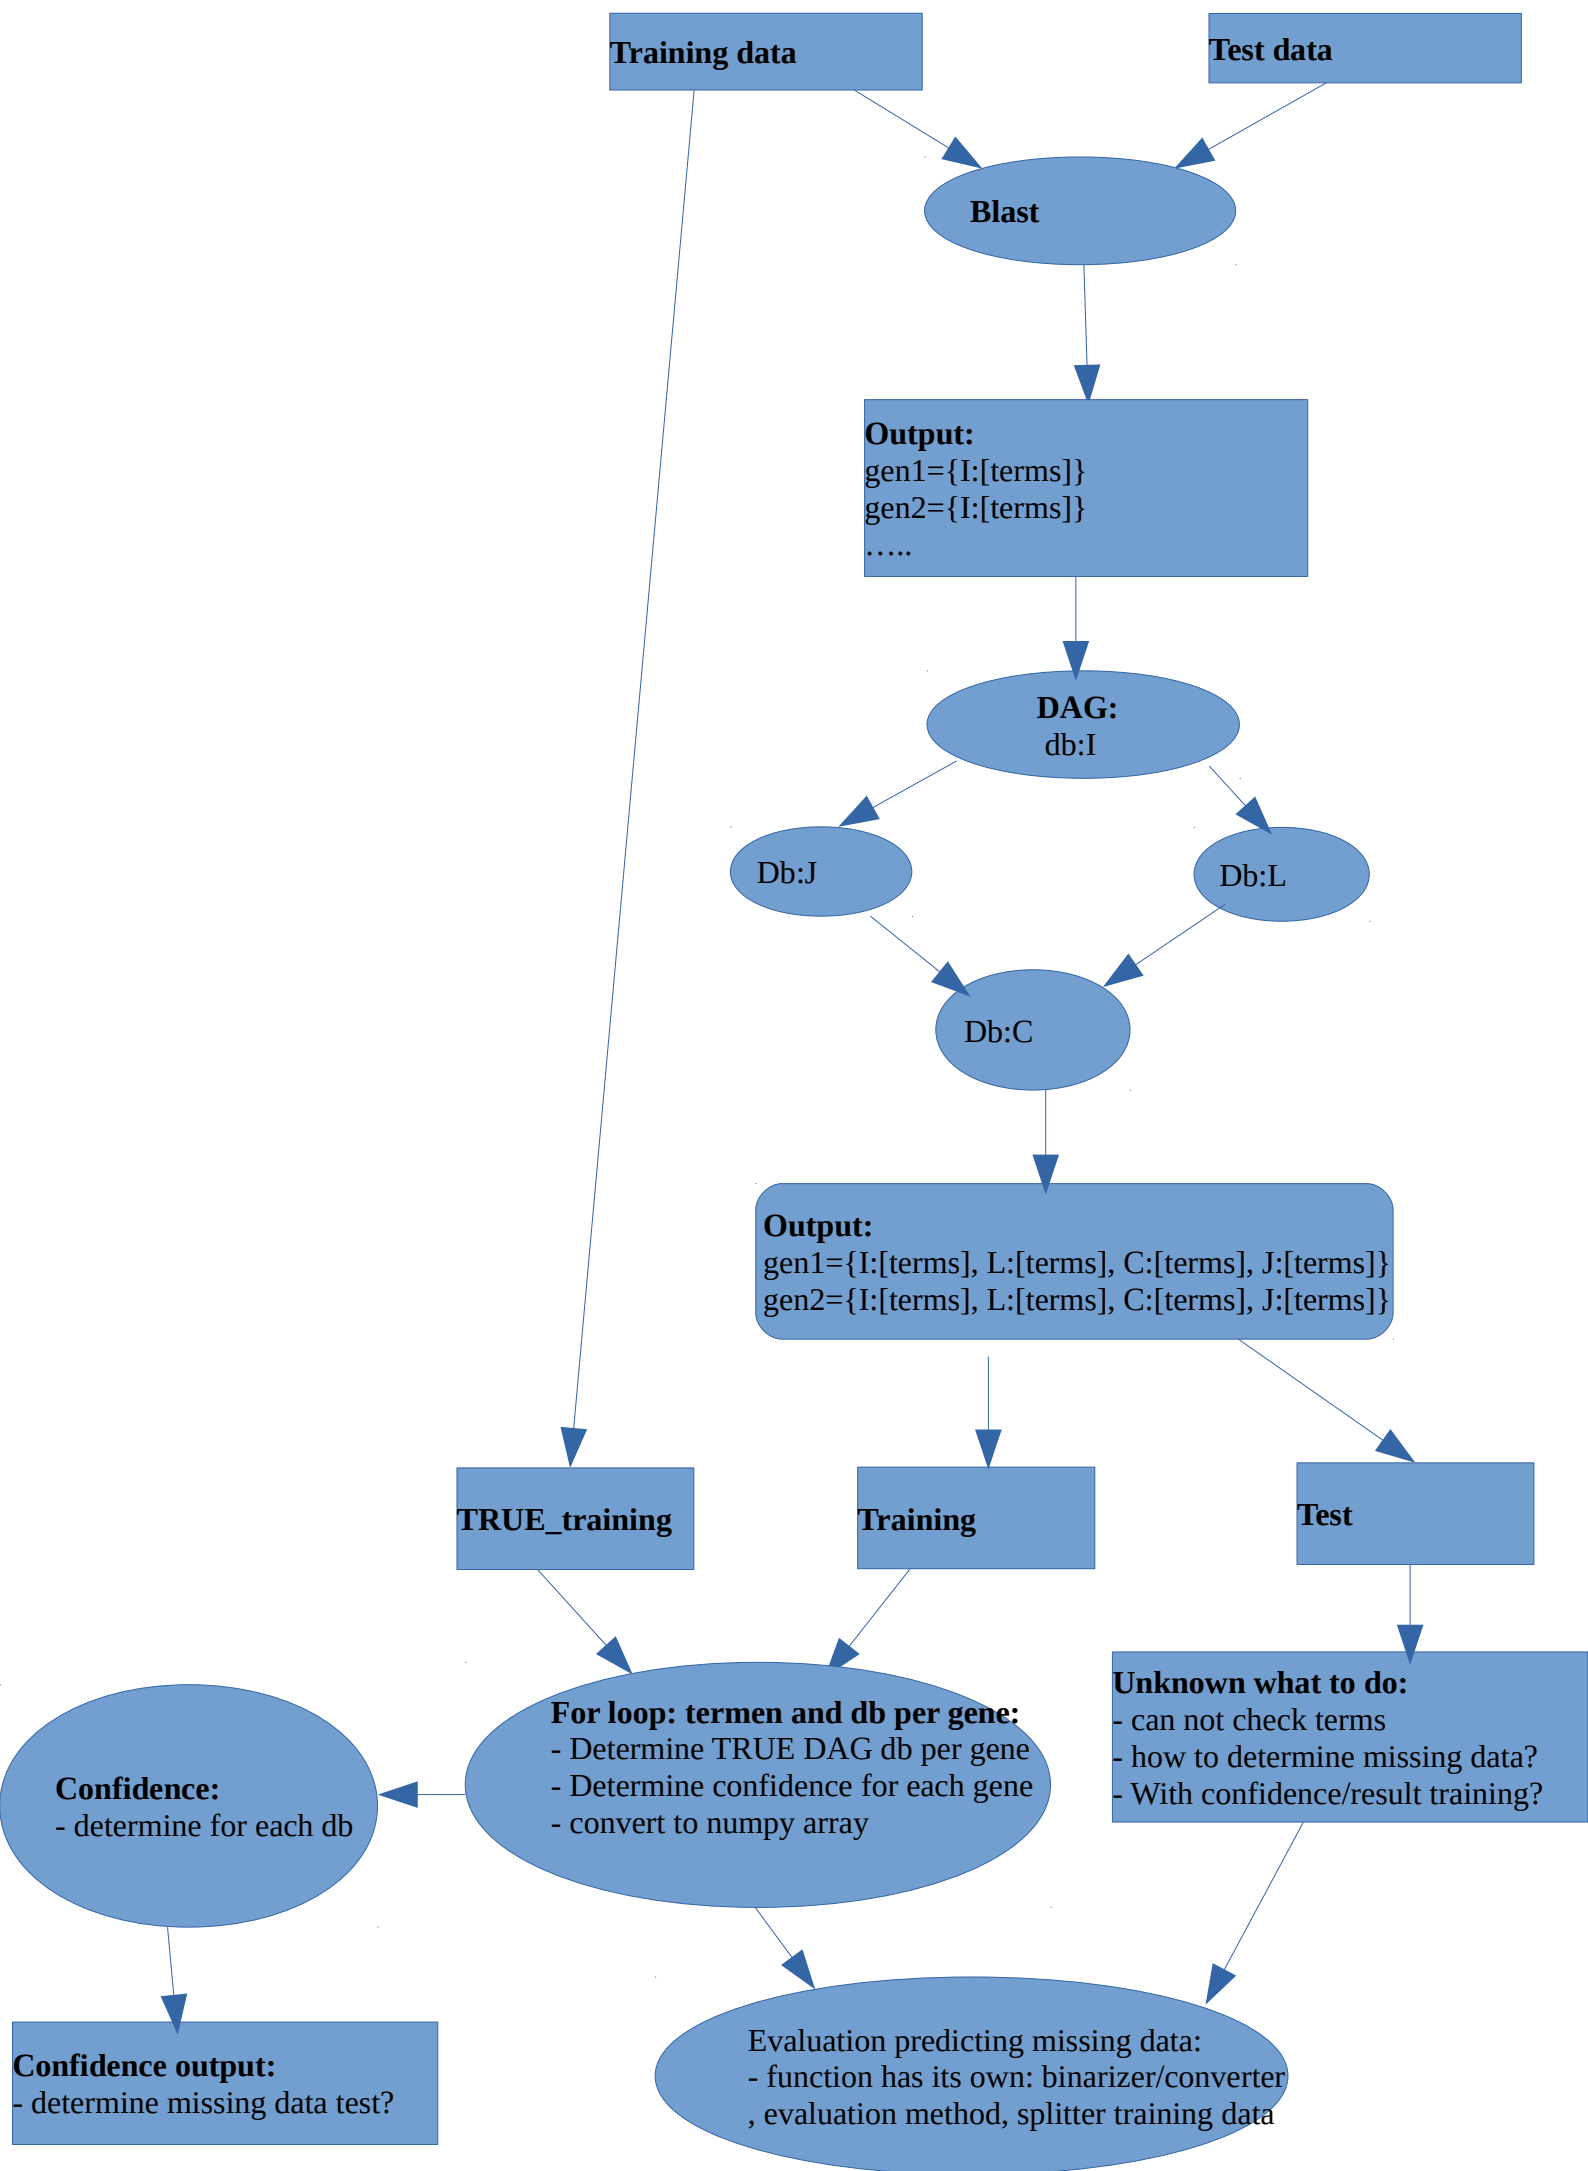 Training data
Test data
Blast
Output:
gen1={I:[terms]}
gen2={I:[terms]}
…..
DAG:
db:I
Db:J
Db:L
Db:C
Output:
gen1={I:[terms], L:[terms], C:[terms], J:[terms]}
gen2={I:[terms], L:[terms], C:[terms], J:[terms]}
TRUE_training
Training
Test
For loop: termen and db per gene:
- Determine TRUE DAG db per gene
- Determine confidence for each gene
- convert to numpy array
Unknown what to do:
- can not check terms
- how to determine missing data?
- With confidence/result training?
Confidence:
- determine for each db
Confidence output:
- determine missing data test?
Evaluation predicting missing data:
- function has its own: binarizer/converter
, evaluation method, splitter training data